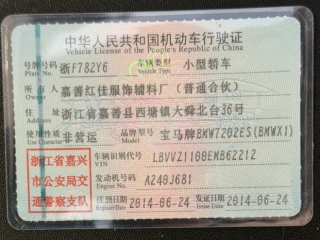 中华人民共和国机动车行驶证
Vehicle License of the People's Republic of China
号牌号码 浙F782Y6 车辆类型 小型轿车
Plate No. Vehicle Type
所有人 嘉善红佳服饰辅料厂（普通合伙）
Owner
住址 浙江省嘉善县西塘镇大舜北台36号
Address
使用性质 非营运 品牌型号 宝马牌BMW7202ES(BMWX1)
Use Character Model
浙江省嘉兴市公安局交通警察支队
车辆识别代号 LBVVZ1100EMB62212
VIN
发动机号码 A240J681
Engine No.
注册日期 2014-06-24 发证日期 2014-06-24
Register Date Issue Date